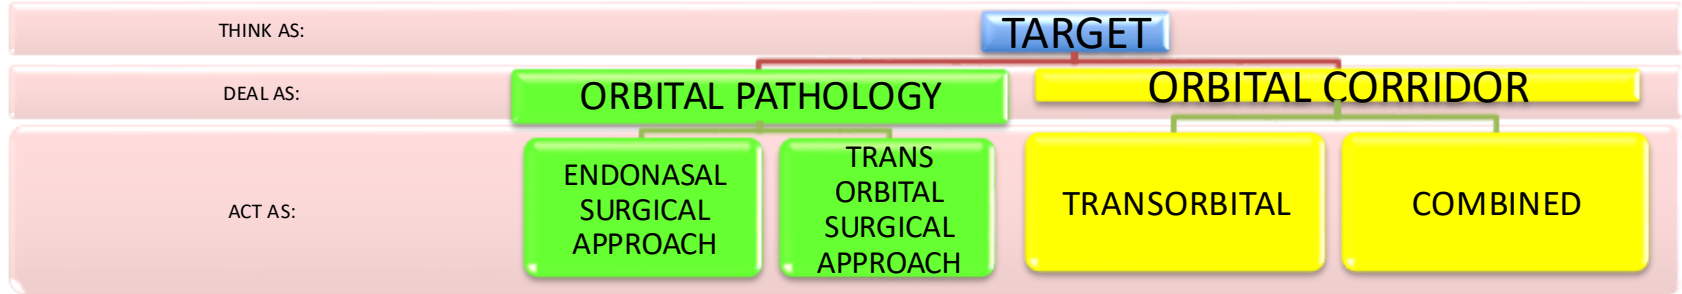 THINK AS:
TARGET
DEAL AS:
ORBITAL PATHOLOGY
ORBITAL CORRIDOR
ACT AS:
ENDONASAL
SURGICAL
APPROACH
TRANS
ORBITAL
SURGICAL
APPROACH
TRANSORBITAL
COMBINED